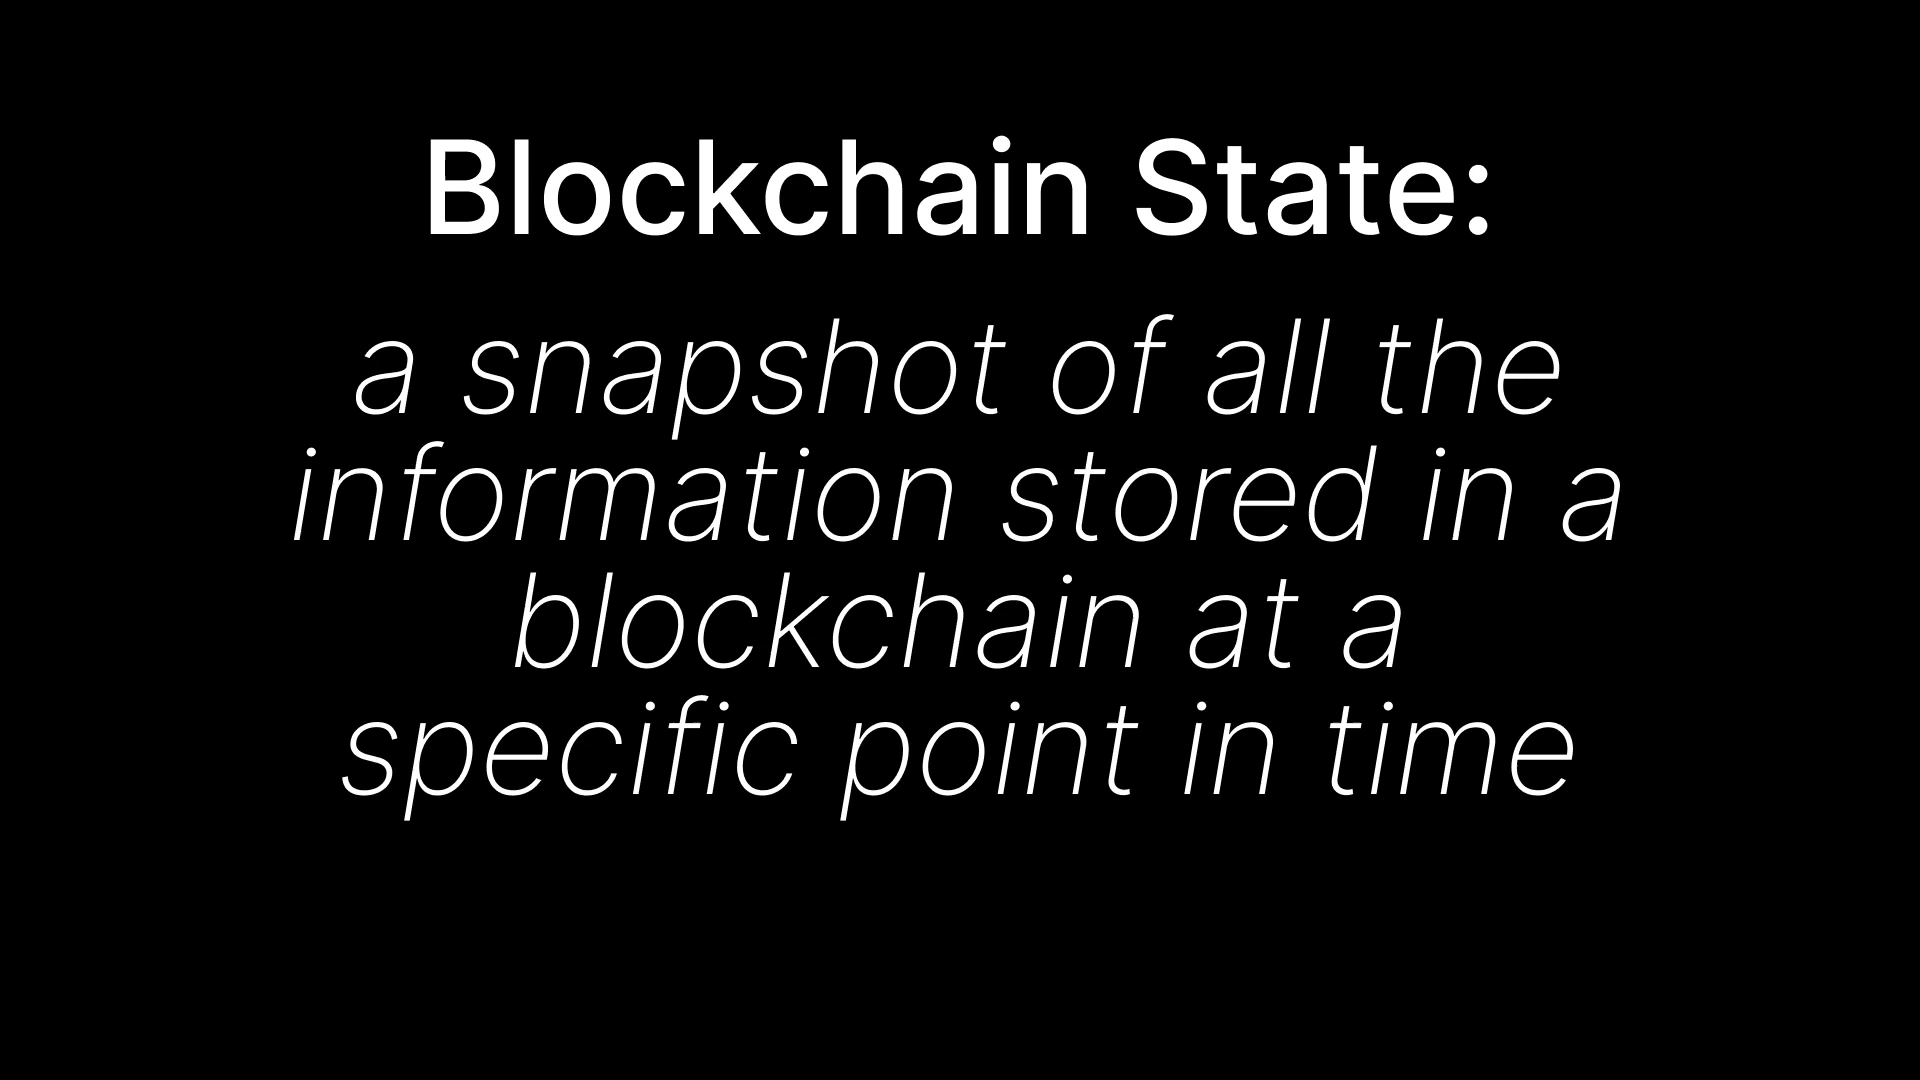 Blockchain State:
a snapshot of all the
information stored in a
blockchain at a
specific point in time